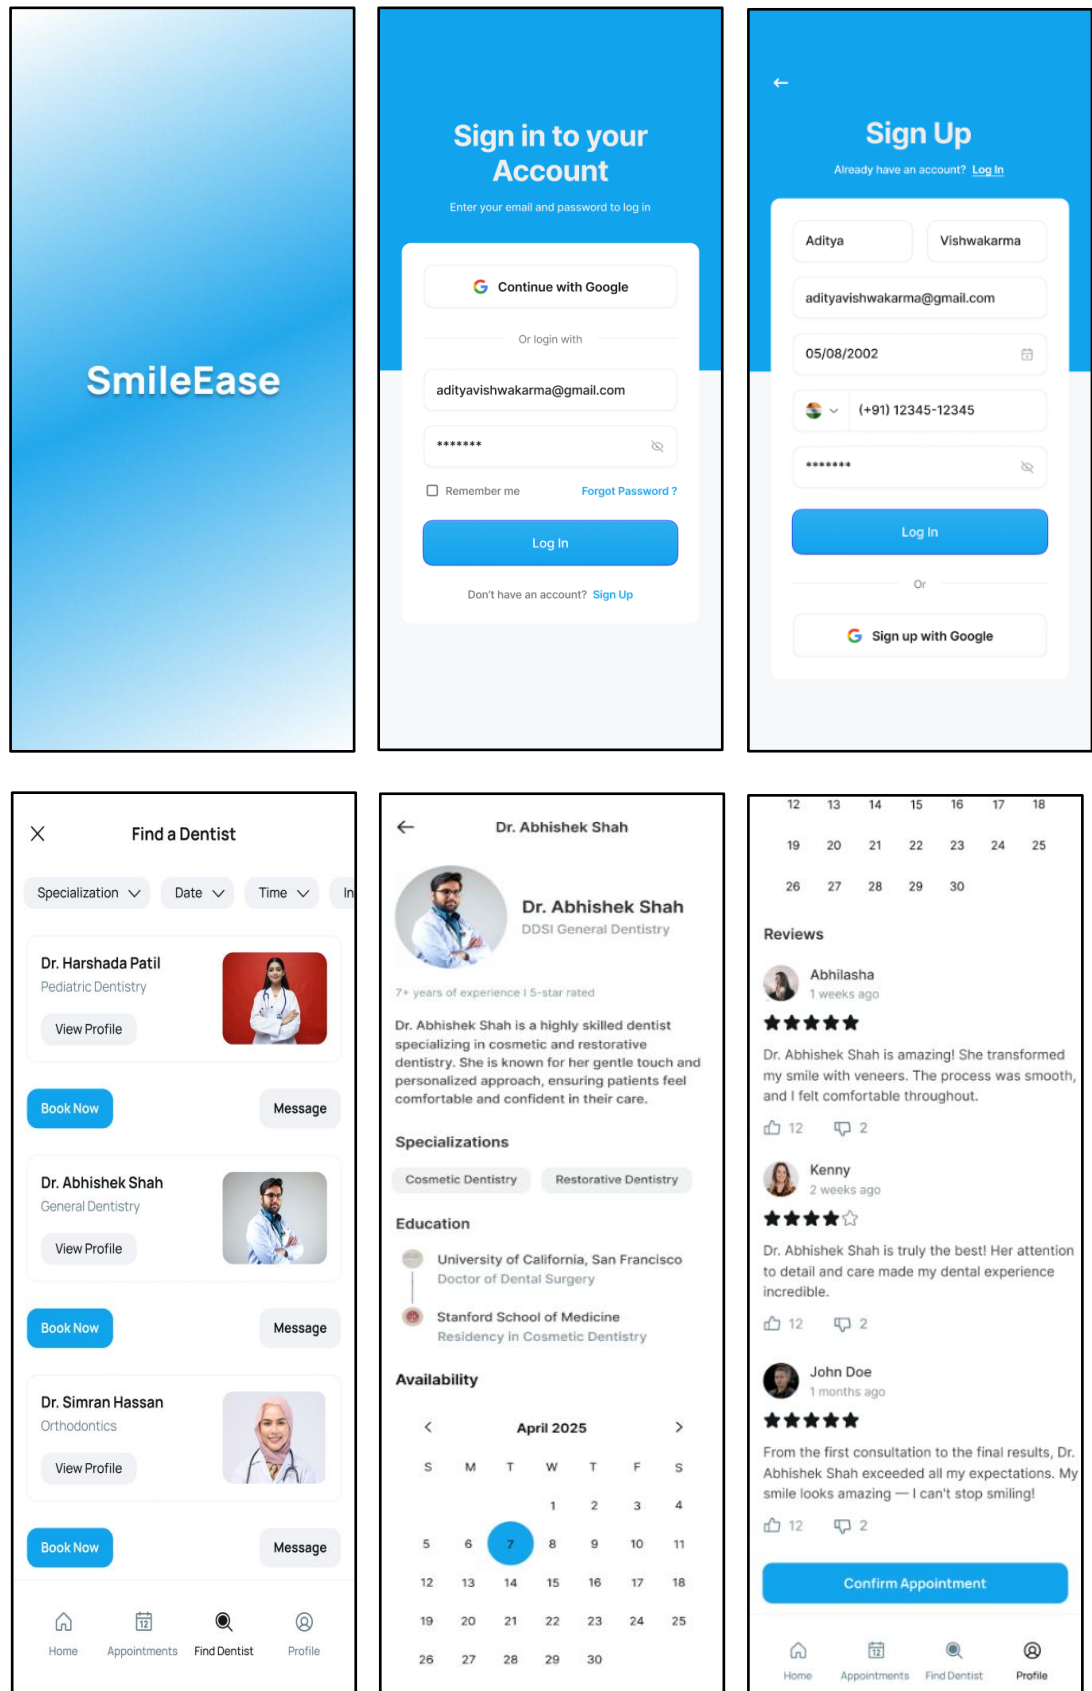 SmileEase
Sign in to your
Account
Enter your email and password to log in
Continue with Google
Or login with
adityavishwakarma@gmail.com
*******
Remember me Forgot Password ?
Log In
Don't have an account? Sign Up
Sign Up
Already have an account? Log In
Aditya Vishwakarma
adityavishwakarma@gmail.com
05/08/2002
(+91) 12345-12345
*******
Log In
Or
Sign up with Google
Find a Dentist
Specialization Date Time In
Dr. Harshada Patil
Pediatric Dentistry
View Profile
Book Now Message
Dr. Abhishek Shah
General Dentistry
View Profile
Book Now Message
Dr. Simran Hassan
Orthodontics
View Profile
Book Now Message
12
Home Appointments Find Dentist Profile
Dr. Abhishek Shah
Dr. Abhishek Shah
DDSI General Dentistry
7+ years of experience I 5-star rated
Dr. Abhishek Shah is a highly skilled dentist
specializing in cosmetic and restorative
dentistry. She is known for her gentle touch and
personalized approach, ensuring patients feel
comfortable and confident in their care.
Specializations
Cosmetic Dentistry Restorative Dentistry
Education
University of California, San Francisco
Doctor of Dental Surgery
Stanford School of Medicine
Residency in Cosmetic Dentistry
Availability
April 2025
S M T W T F S
1 2 3 4
5 6 7 8 9 10 11
12 13 14 15 16 17 18
19 20 21 22 23 24 25
26 27 28 29 30
12 13 14 15 16 17 18
19 20 21 22 23 24 25
26 27 28 29 30
Reviews
Abhilasha
1 weeks ago
Dr. Abhishek Shah is amazing! She transformed
my smile with veneers. The process was smooth,
and I felt comfortable throughout.
12 2
Kenny
2 weeks ago
Dr. Abhishek Shah is truly the best! Her attention
to detail and care made my dental experience
incredible.
12 2
John Doe
1 months ago
From the first consultation to the final results, Dr.
Abhishek Shah exceeded all my expectations. My
smile looks amazing — I can't stop smiling!
12 2
Confirm Appointment
12
Home Appointments Find Dentist Profile